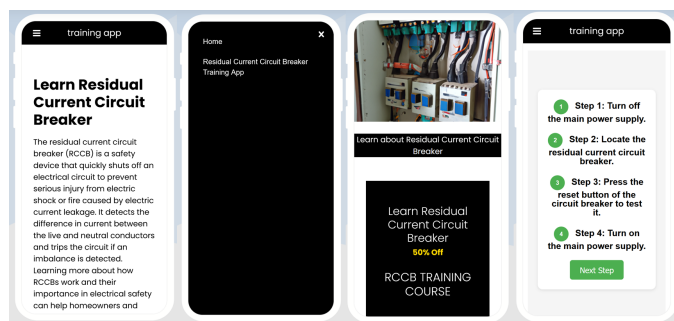 training app
Learn Residual
Current Circuit
Breaker
The residual current circuit
breaker (RCCB) is a safety
device that quickly shuts off an
electrical circuit to prevent
serious injury from electric
shock or fire caused by electric
current leakage. It detects the
difference in current between
the live and neutral conductors
and trips the circuit if an
imbalance is detected.
Learning more about how
RCCBs work and their
importance in electrical safety
can help homeowners and
Home
Residual Current Circuit Breaker
Training App
Learn about Residual Current Circuit
Breaker
Learn Residual
Current Circuit
Breaker
50% Off
RCCB TRAINING
COURSE
training app
1 Step 1: Turn off
the main power supply.
2 Step 2: Locate the
residual current circuit
breaker.
3 Step 3: Press the
reset button of the
circuit breaker to test
it.
4 Step 4: Turn on
the main power supply.
Next Step